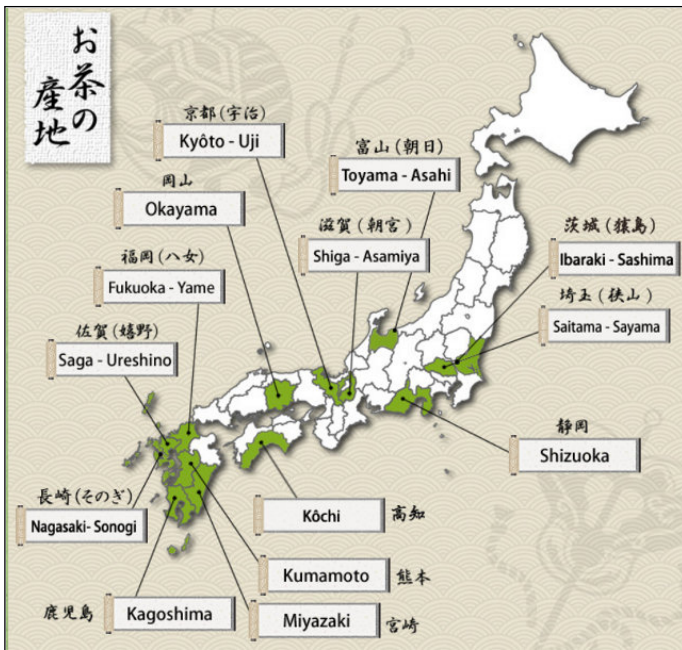 お茶の
産地
京都(宇治)
Kyôto - Uji
富山(朝日)
Toyama - Asahi
岡山
Okayama
滋賀(朝宮)
Shiga - Asamiya
茨城(猿島)
Ibaraki - Sashima
福岡(八女)
Fukuoka - Yame
埼玉(狭山)
Saitama - Sayama
佐賀(嬉野)
Saga - Ureshino
静岡
Shizuoka
長崎(そのぎ)
Nagasaki- Sonogi
Kôchi 高知
Kumamoto 熊本
鹿児島 Kagoshima
Miyazaki 宮崎